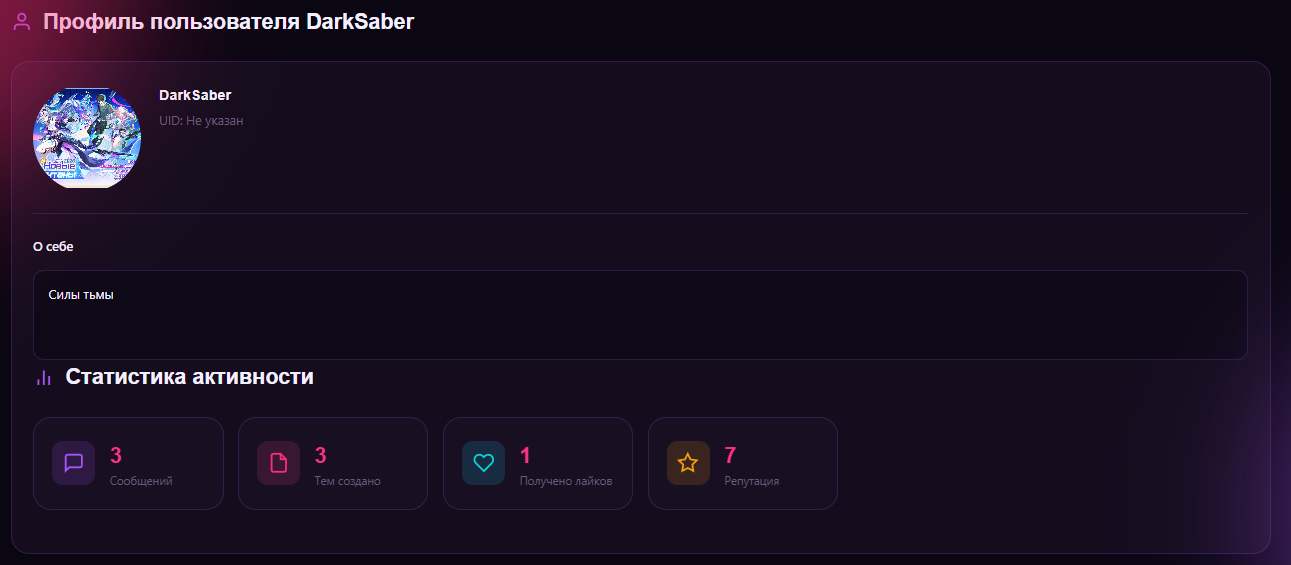 Профиль пользователя DarkSaber
DarkSaber
UID: Не указан
Новые
О себе
Силы тьмы
Статистика активности
3
Сообщений
3
Тем создано
1
Получено лайков
7
Репутация